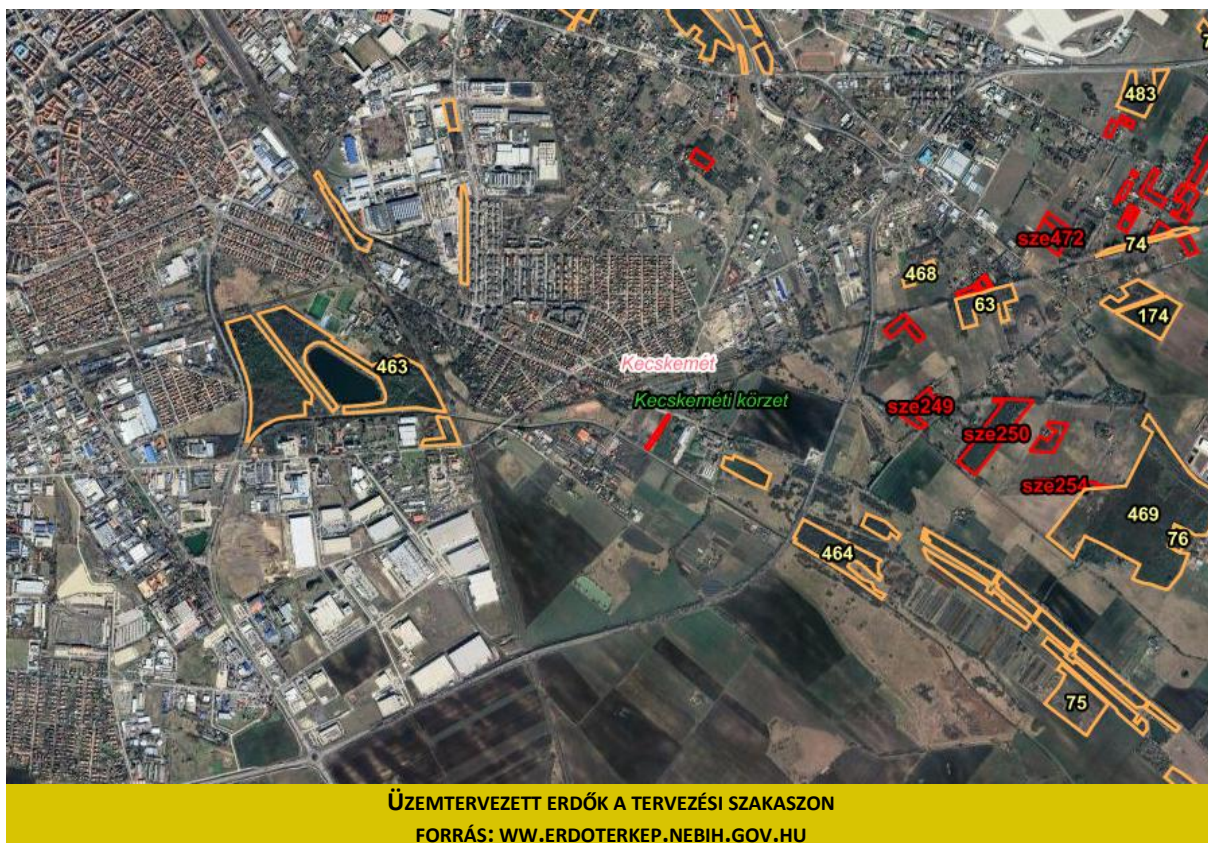 483
sze472
74
468
63
174
463
Kecskemét
Kecskeméti körzet
sze249
sze250
sze254
469
76
464
75
ÜZEMTERVEZETT ERDŐK A TERVEZÉSI SZAKASZON
FORRÁS: WW.ERDOTERKEP.NEBIH.GOV.HU